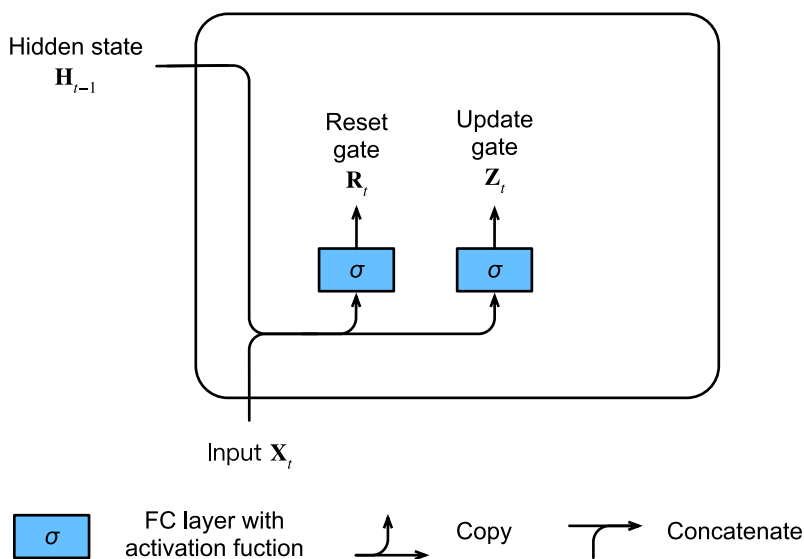 Hidden state
H_{t−1}
Reset
gate
R_t
Update
gate
Z_t
σ
σ
Input X_t
σ
FC layer with
activation fuction
Copy
Concatenate